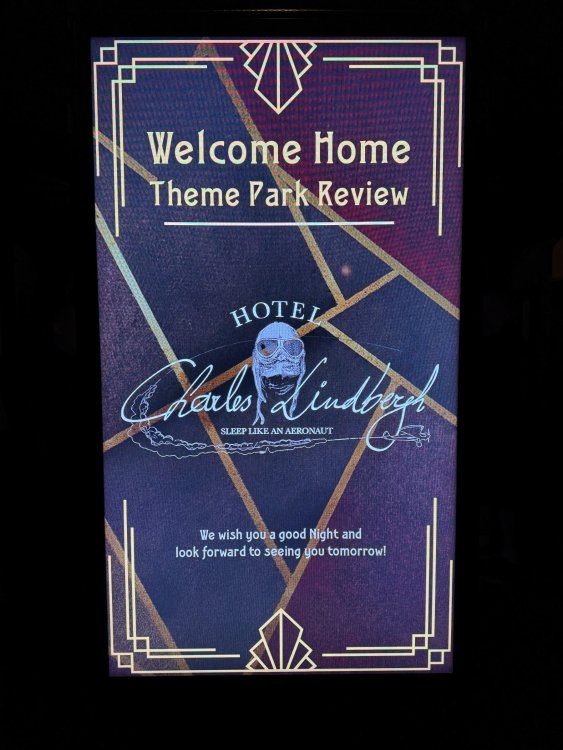 Welcome Home
Theme Park Review
HOTEL
Charles Lindbergh
SLEEP LIKE AN AERONAUT
We wish you a good Night and
look forward to seeing you tomorrow!